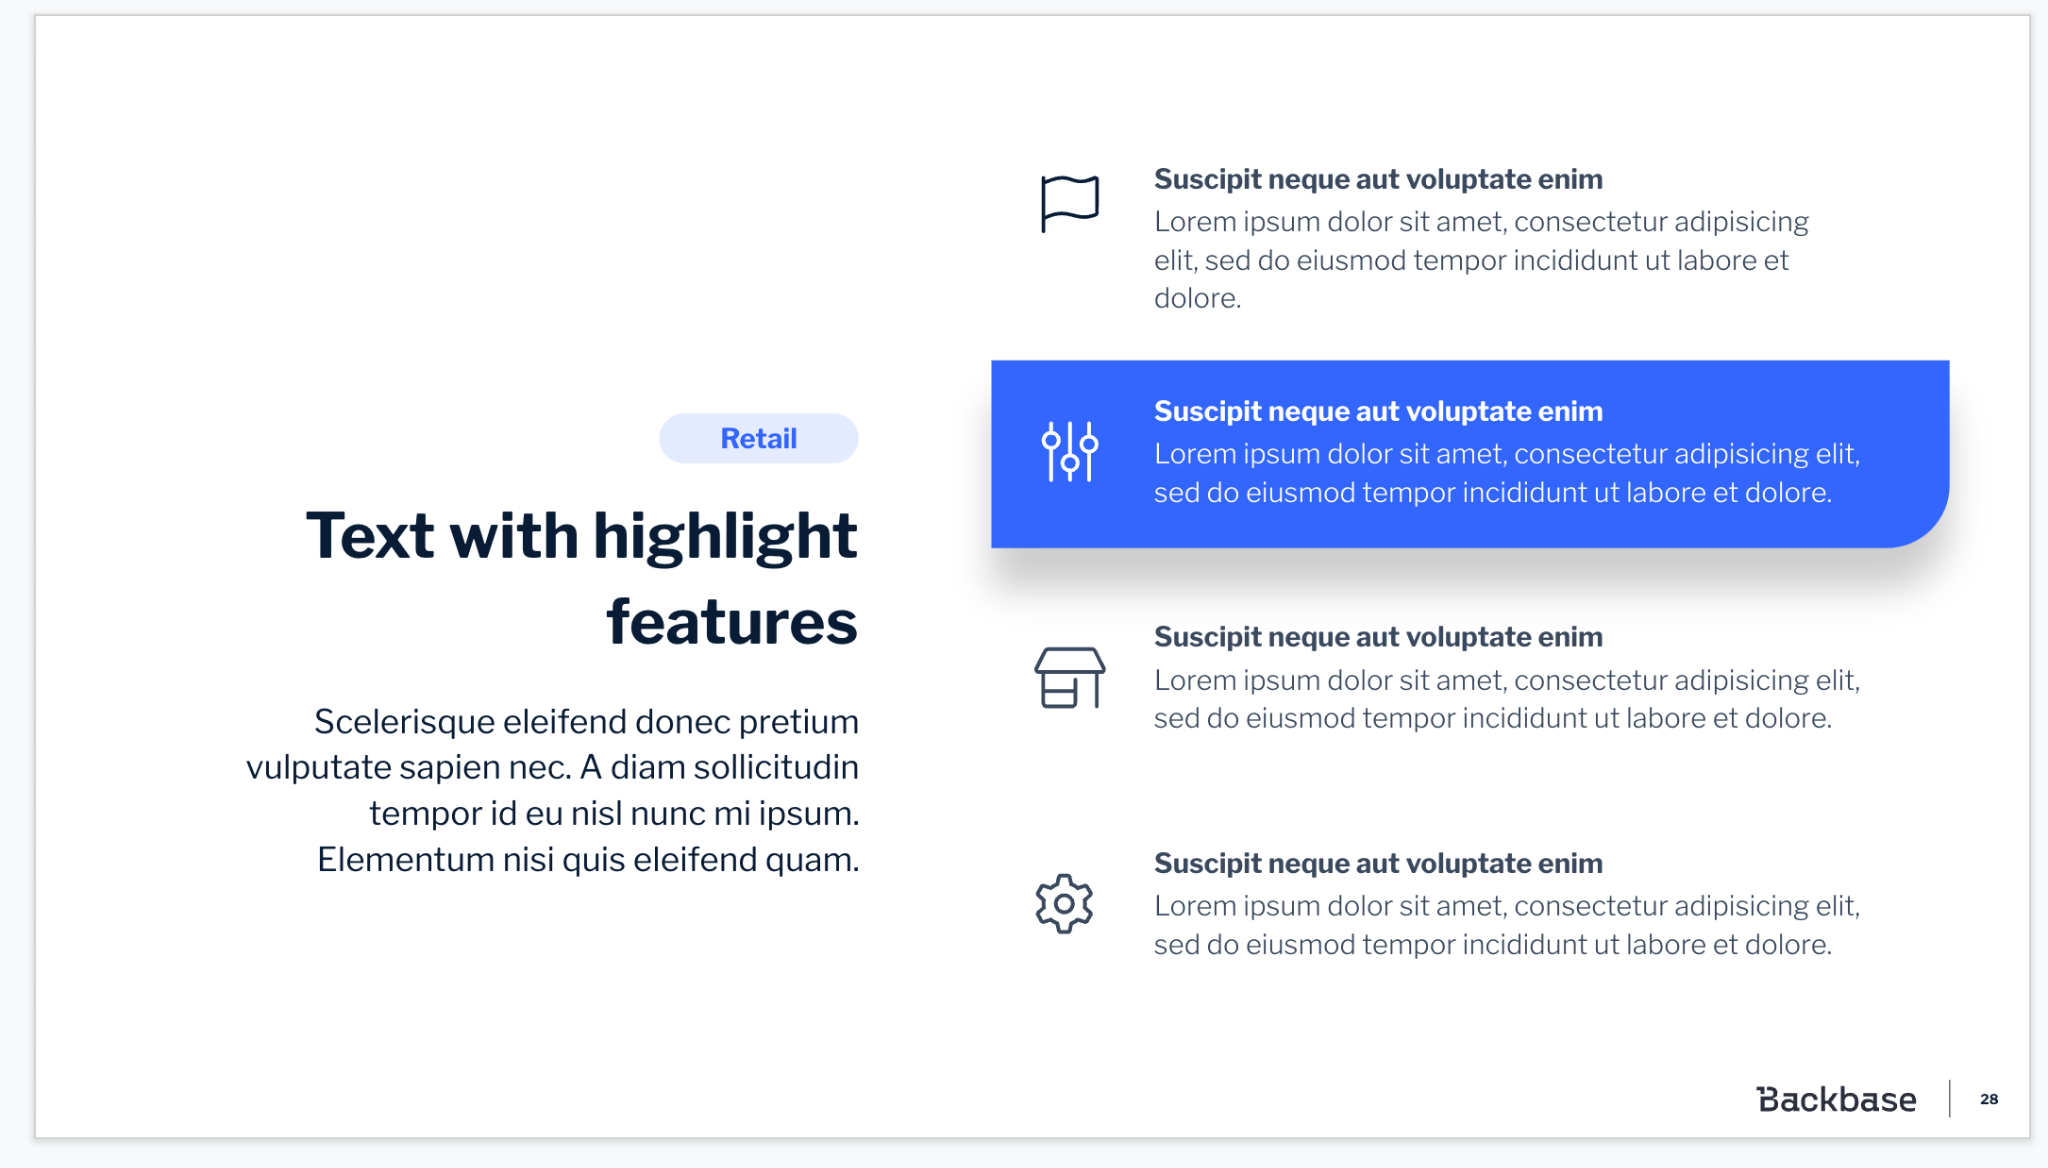 Retail
Text with highlight
features
Scelerisque eleifend donec pretium
vulputate sapien nec. A diam sollicitudin
tempor id eu nisl nunc mi ipsum.
Elementum nisi quis eleifend quam.
Suscipit neque aut voluptate enim
Lorem ipsum dolor sit amet, consectetur adipisicing
elit, sed do eiusmod tempor incididunt ut labore et
dolore.
Suscipit neque aut voluptate enim
Lorem ipsum dolor sit amet, consectetur adipisicing elit,
sed do eiusmod tempor incididunt ut labore et dolore.
Suscipit neque aut voluptate enim
Lorem ipsum dolor sit amet, consectetur adipisicing elit,
sed do eiusmod tempor incididunt ut labore et dolore.
Suscipit neque aut voluptate enim
Lorem ipsum dolor sit amet, consectetur adipisicing elit,
sed do eiusmod tempor incididunt ut labore et dolore.
Backbase
28